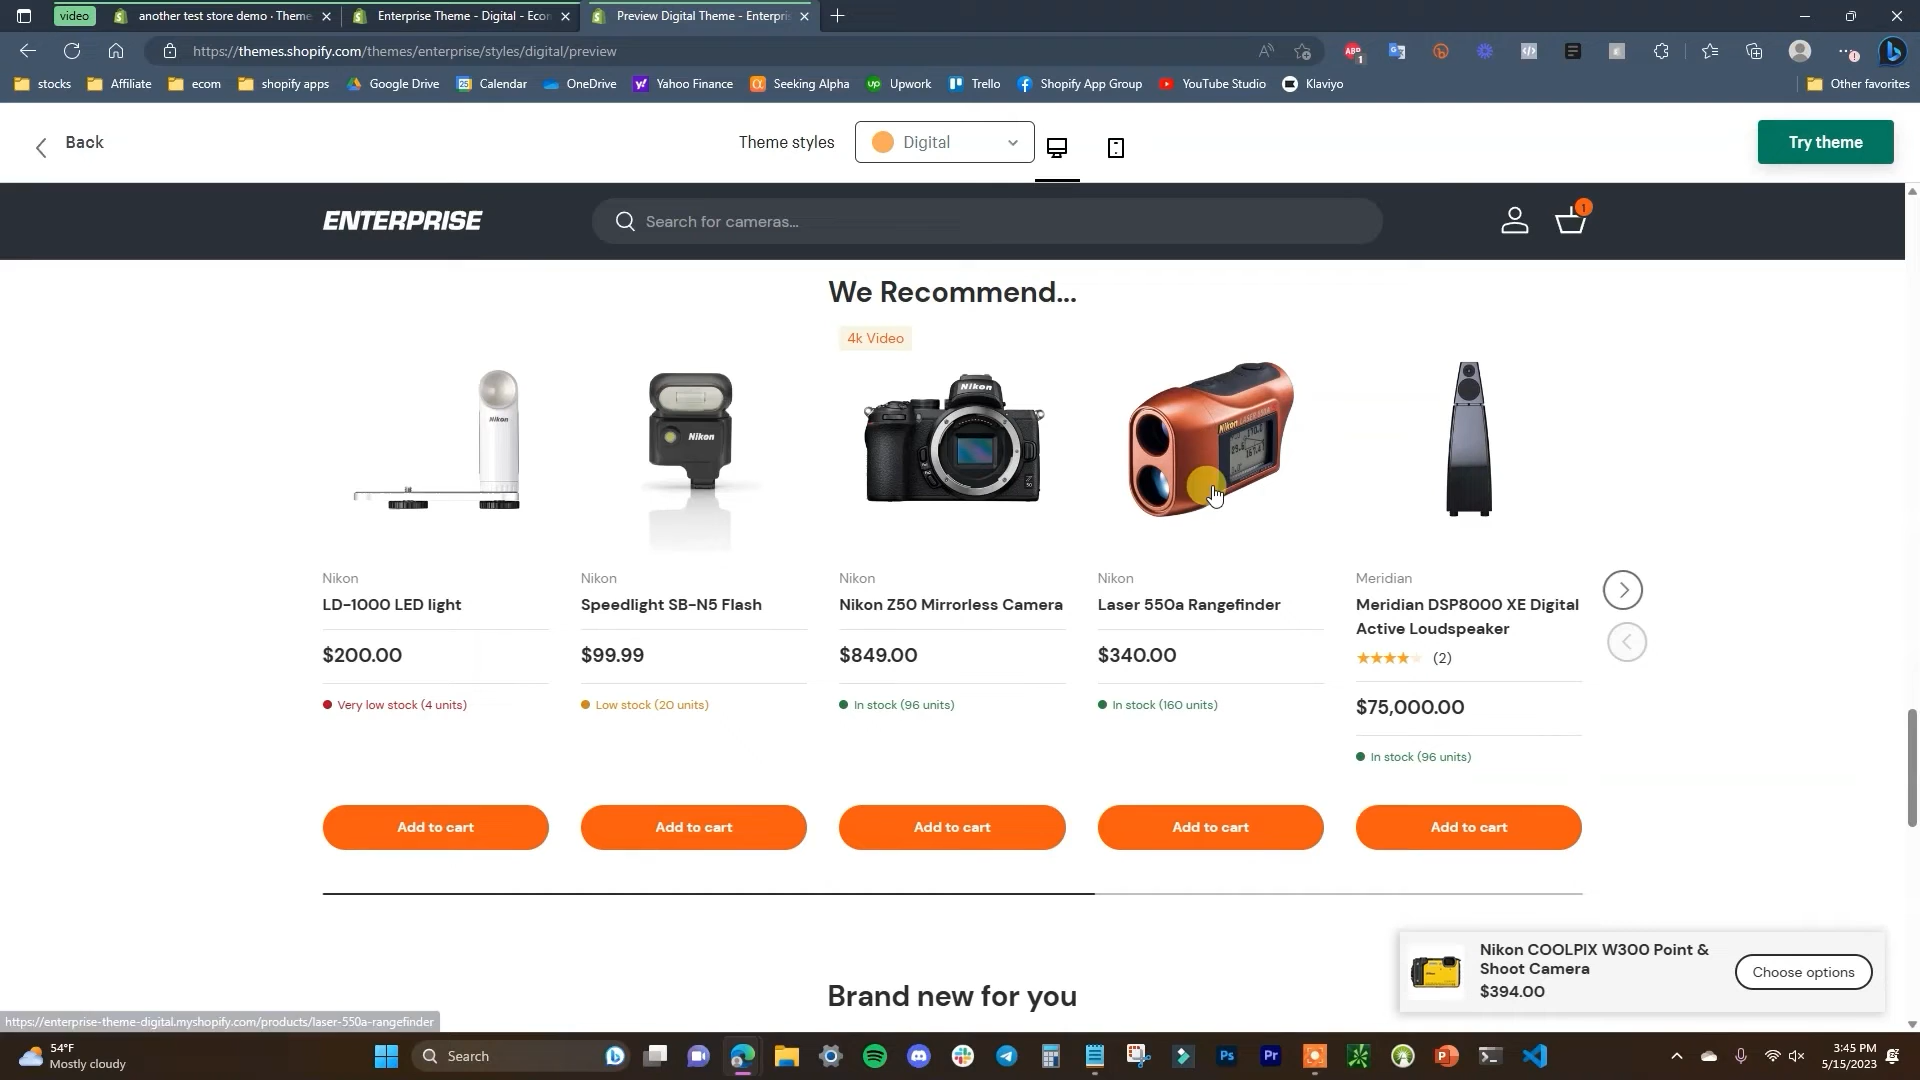 video
another test store demo · Theme
Enterprise Theme - Digital - Econ
Preview Digital Theme - Enterpris
https://themes.shopify.com/themes/enterprise/styles/digital/preview
ABP
1
stocks
Affiliate
ecom
shopify apps
Google Drive
Calendar
OneDrive
Yahoo Finance
Seeking Alpha
Upwork
Trello
Shopify App Group
YouTube Studio
Klaviyo
Other favorites
Back
Theme styles
Digital
Try theme
ENTERPRISE
Search for cameras...
1
We Recommend...
4k Video
Nikon
LD-1000 LED light
$200.00
Very low stock (4 units)
Add to cart
Nikon
Speedlight SB-N5 Flash
$99.99
Low stock (20 units)
Add to cart
Nikon
Nikon Z50 Mirrorless Camera
$849.00
In stock (96 units)
Add to cart
Nikon
Laser 550a Rangefinder
$340.00
In stock (160 units)
Add to cart
Meridian
Meridian DSP8000 XE Digital
Active Loudspeaker
(2)
$75,000.00
In stock (96 units)
Add to cart
Nikon COOLPIX W300 Point &
Shoot Camera
$394.00
Choose options
Brand new for you
https://enterprise-theme-digital.myshopify.com/products/laser-550a-rangefinder
54°F
Mostly cloudy
Search
Ps
Pr
3:45 PM
5/15/2023